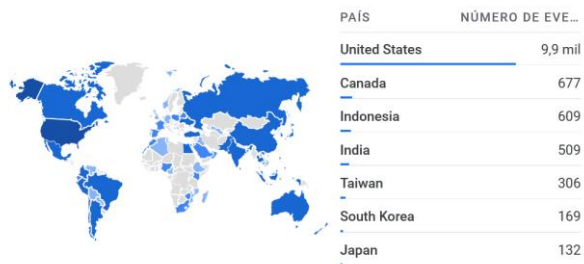 PAÍS NÚMERO DE EVE...
United States 9,9 mil
Canada 677
Indonesia 609
India 509
Taiwan 306
South Korea 169
Japan 132